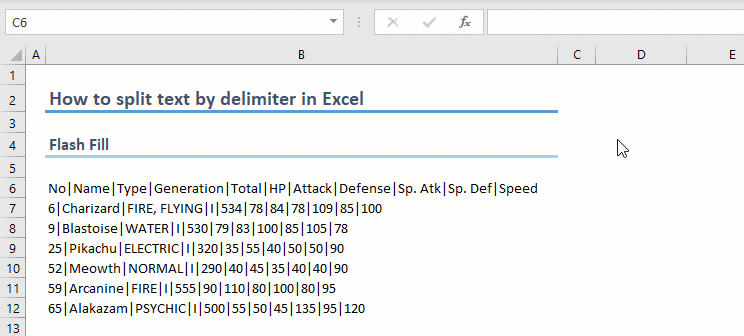 C6 fx
A B C D E
1
2 How to split text by delimiter in Excel
3
4 Flash Fill
5
6 No|Name|Type|Generation|Total|HP|Attack|Defense|Sp. Atk|Sp. Def|Speed
7 6|Charizard|FIRE, FLYING|I|534|78|84|78|109|85|100
8 9|Blastoise|WATER|I|530|79|83|100|85|105|78
9 25|Pikachu|ELECTRIC|I|320|35|55|40|50|50|90
10 52|Meowth|NORMAL|I|290|40|45|35|40|40|90
11 59|Arcanine|FIRE|I|555|90|110|80|100|80|95
12 65|Alakazam|PSYCHIC|I|500|55|50|45|135|95|120
13